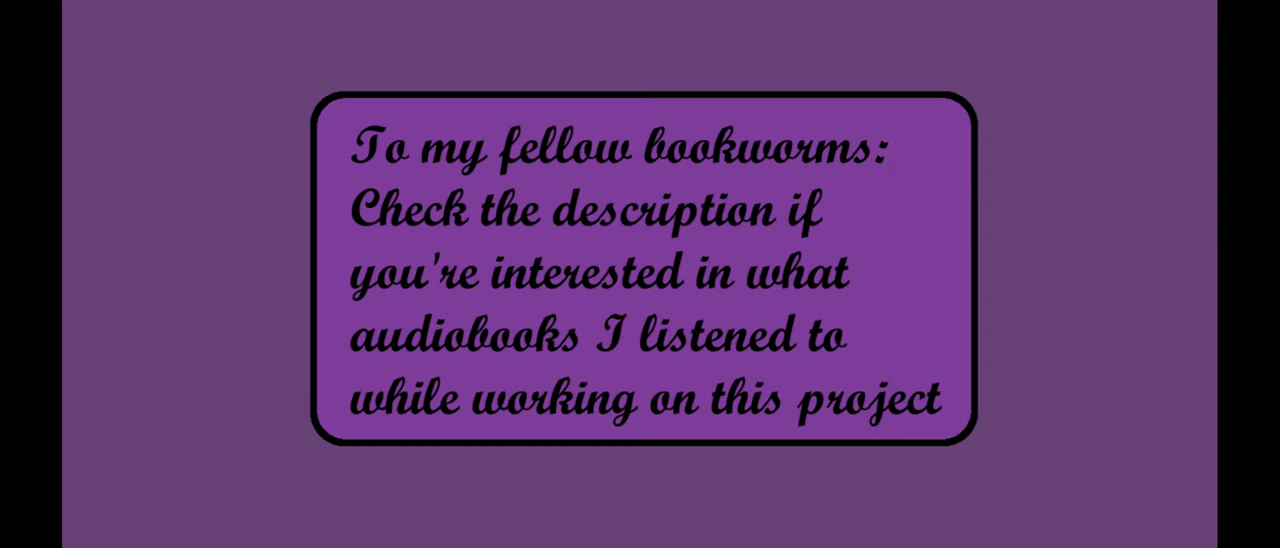 To my fellow bookworms:
Check the description if
you're interested in what
audiobooks I listened to
while working on this project